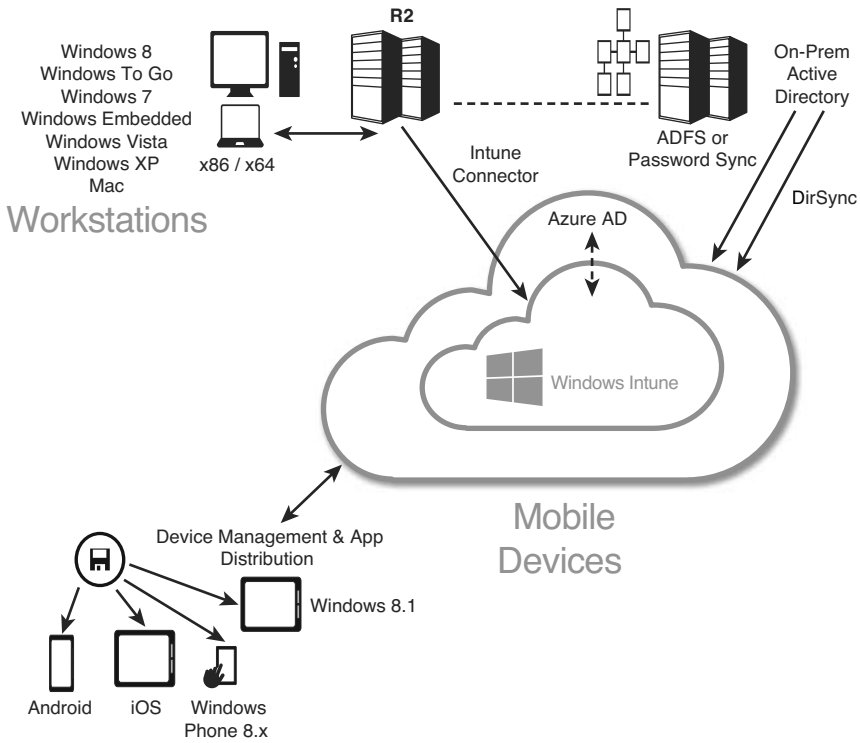 R2
Windows 8
Windows To Go
Windows 7
Windows Embedded
Windows Vista
Windows XP
Mac
x86 / x64
Workstations
Intune
Connector
ADFS or
Password Sync
On-Prem
Active
Directory
DirSync
Azure AD
Windows Intune
Mobile
Devices
Device Management & App
Distribution
Windows 8.1
Android
iOS
Windows
Phone 8.x